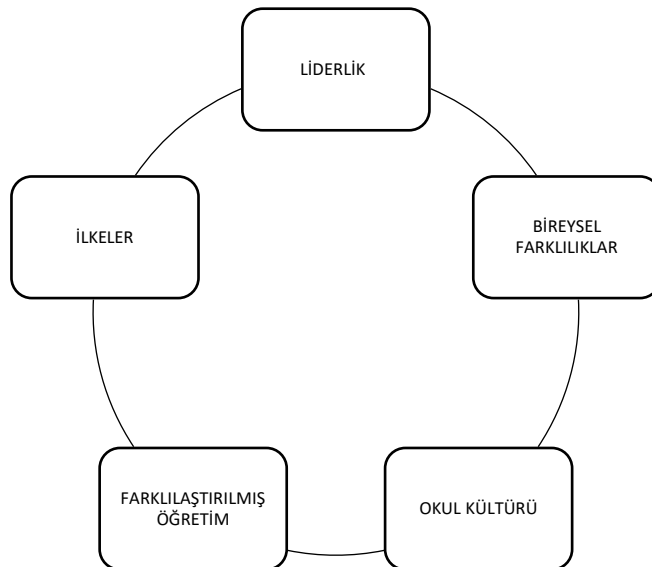 LİDERLİK
BİREYSEL
FARKLILIKLAR
OKUL KÜLTÜRÜ
FARKLILAŞTIRILMIŞ
ÖĞRETİM
İLKELER